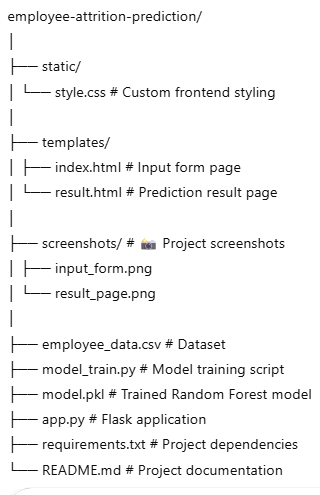 employee-attrition-prediction/
│
├── static/
│ └── style.css # Custom frontend styling
│
├── templates/
│ ├── index.html # Input form page
│ └── result.html # Prediction result page
│
├── screenshots/ # 📸 Project screenshots
│ ├── input_form.png
│ └── result_page.png
│
├── employee_data.csv # Dataset
├── model_train.py # Model training script
├── model.pkl # Trained Random Forest model
├── app.py # Flask application
├── requirements.txt # Project dependencies
└── README.md # Project documentation